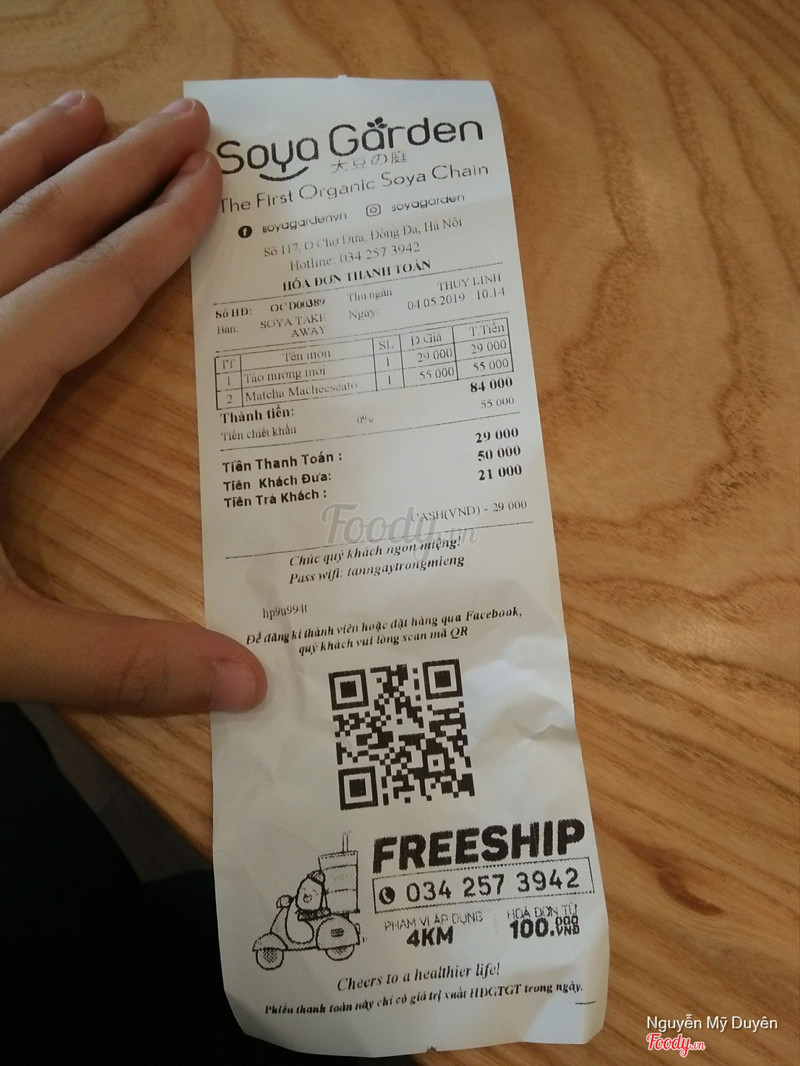 Soya Garden
大豆の庭
The First Organic Soya Chain
soyagardenvn soyagarden
Số 117, Ô Chợ Dừa, Đống Đa, Hà Nội
Hotline: 034 257 3942
HÓA ĐƠN THANH TOÁN
Số HĐ: OCD00389 Thu ngân THUY LINH
Bàn: SOYA TAKE AWAY Ngày: 04.05.2019 10:14
TT Tên món SL Đ.Giá T.Tiền
1 Táo nướng mới 1 29 000 29 000
2 Matcha Macheeseato 1 55 000 55 000
Thành tiền: 84 000
Tiền chiết khấu 0% 55 000
Tiền Thanh Toán : 29 000
Tiền Khách Đưa: 50 000
Tiền Trả Khách : 21 000
CASH(VND) - 29 000
Chúc quý khách ngon miệng!
Pass wifi: tanngaytrongmieng
hp9u994t
Để đăng kí thành viên hoặc đặt hàng qua Facebook,
quý khách vui lòng scan mã QR
FREESHIP
034 257 3942
PHẠM VI ÁP DỤNG HOÁ ĐƠN TỪ
4KM 100.000 VNĐ
Cheers to a healthier life!
Phiếu thanh toán này chỉ có giá trị xuất HĐGTGT trong ngày.
Foody.vn
Nguyễn Mỹ Duyên
Foody.vn